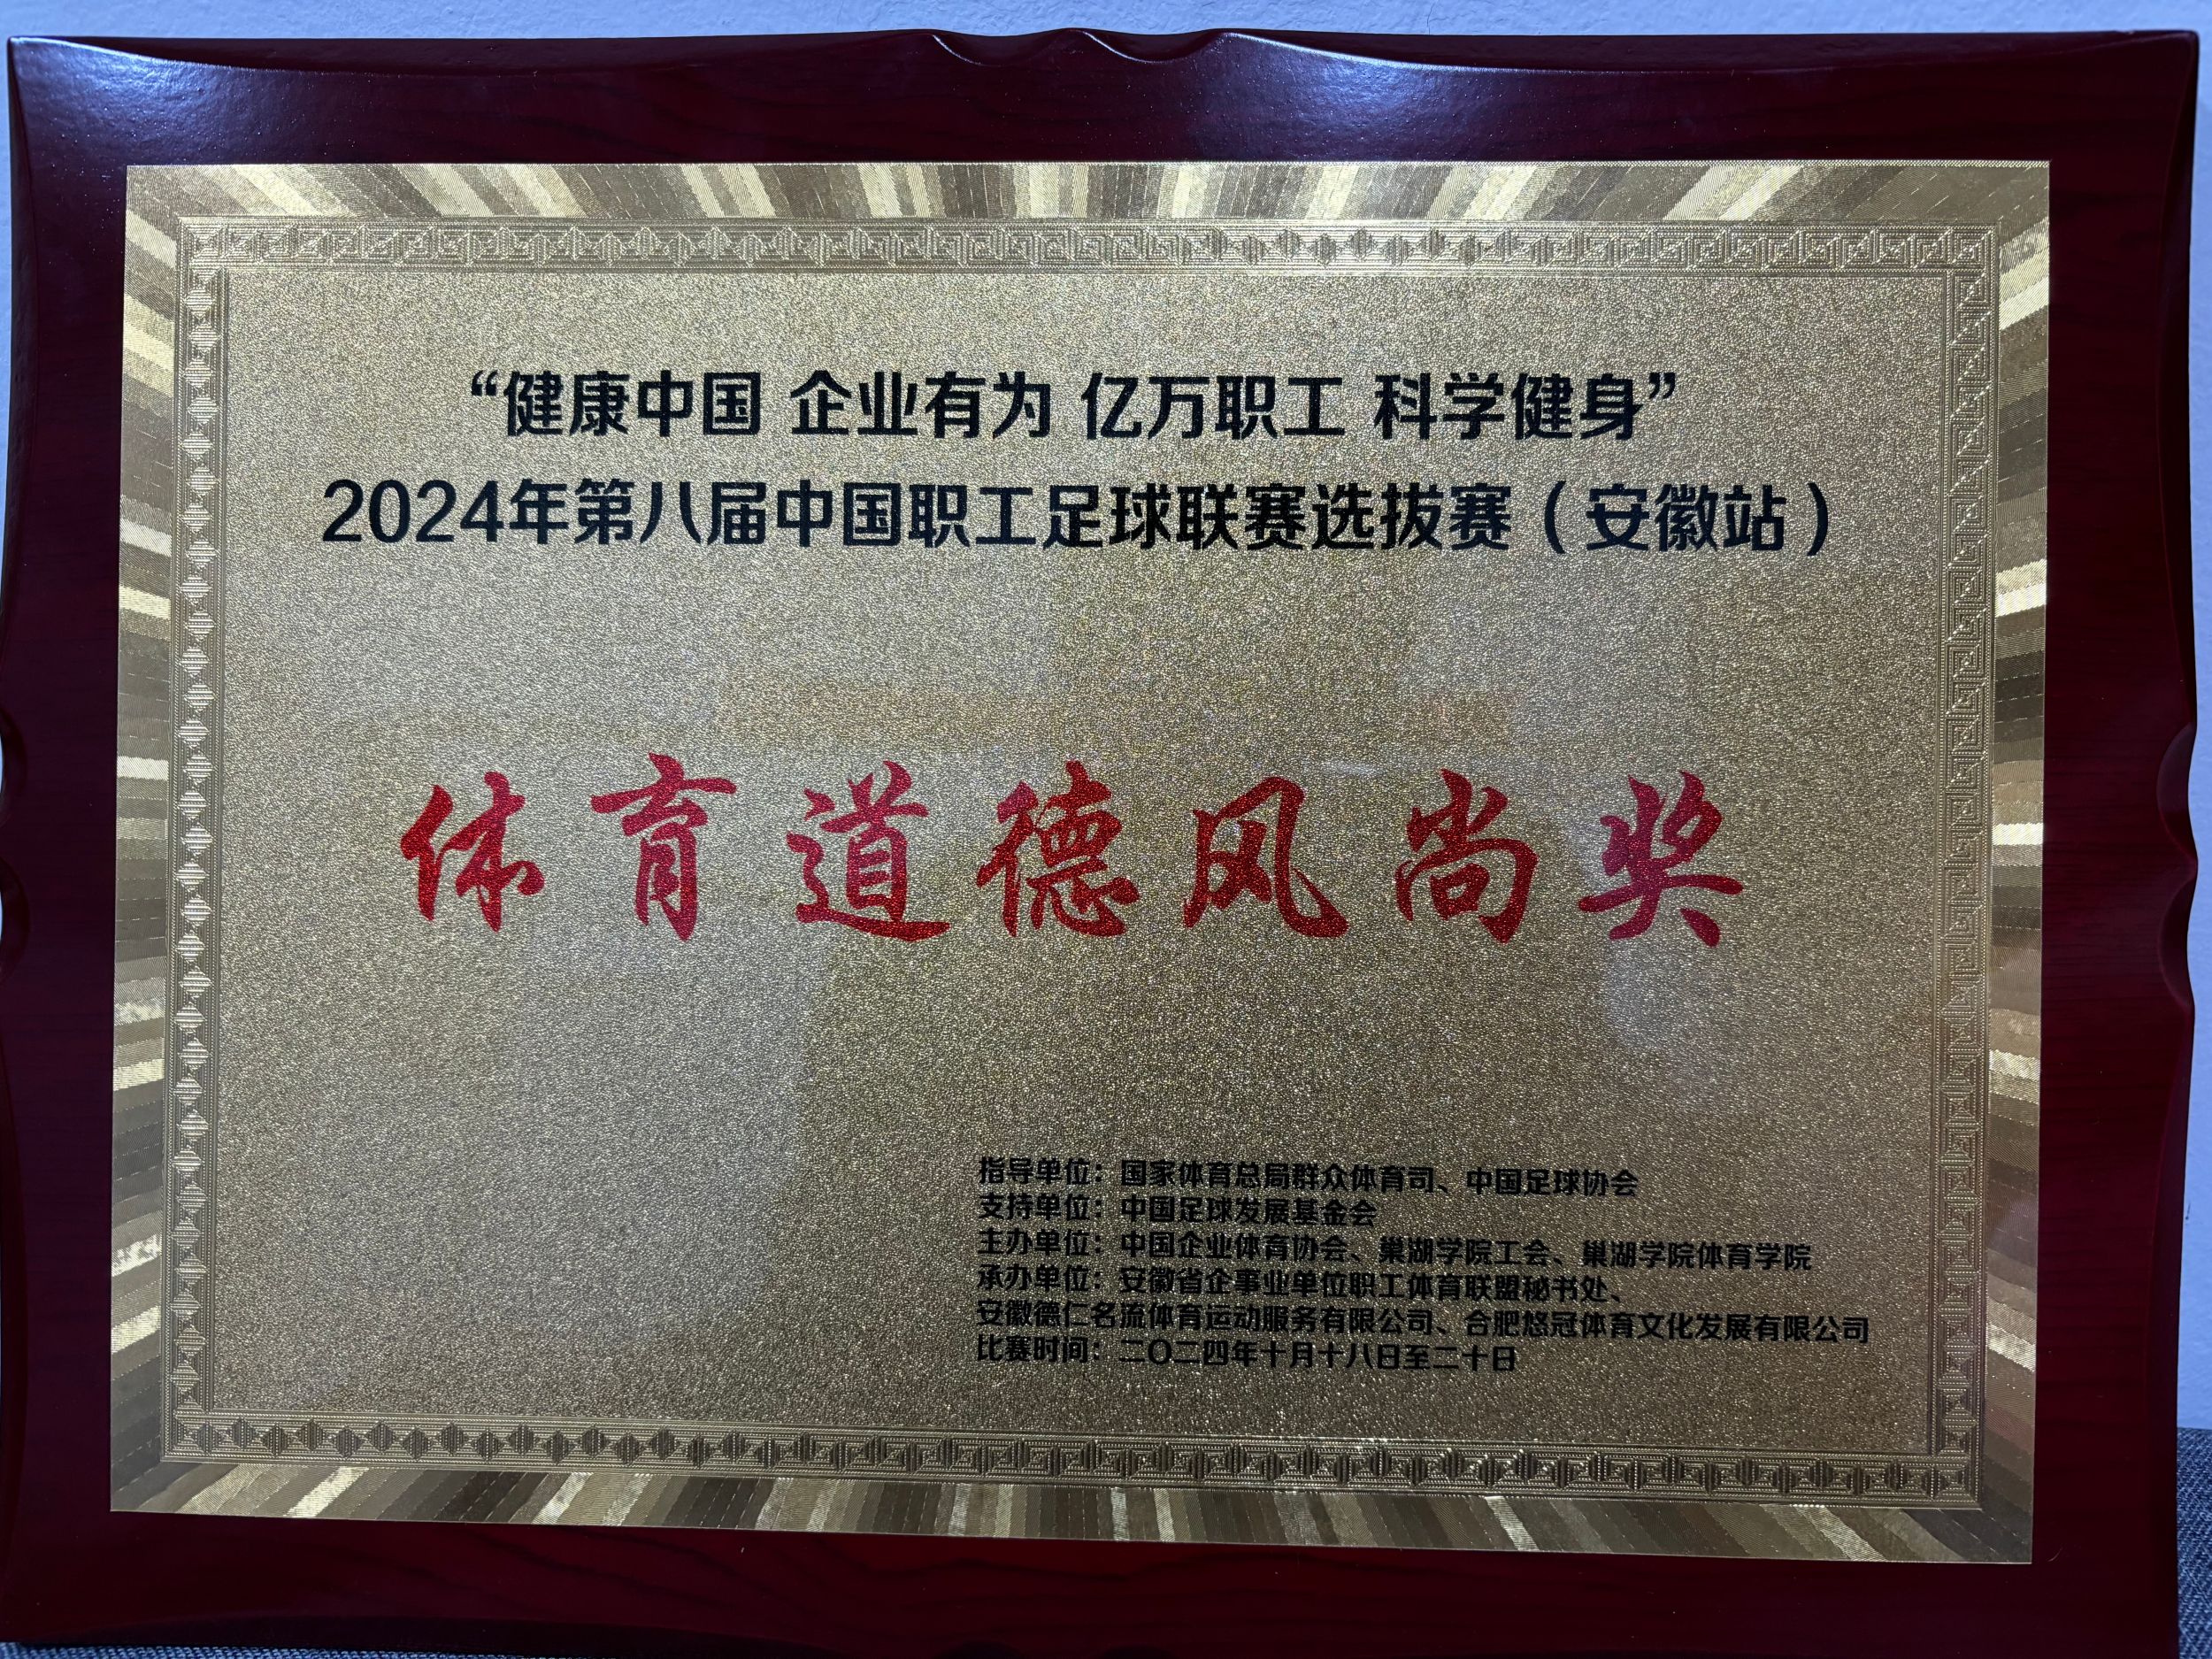 “健康中国 企业有为 亿万职工 科学健身”
2024年第八届中国职工足球联赛选拔赛（安徽站）
体育道德风尚奖
指导单位：国家体育总局群众体育司、中国足球协会
支持单位：中国足球发展基金会
主办单位：中国企业体育协会、巢湖学院工会、巢湖学院体育学院
承办单位：安徽省企事业单位职工体育联盟秘书处、
安徽德仁名流体育运动服务有限公司、合肥悠冠体育文化发展有限公司
比赛时间：二〇二四年十月十八日至二十日